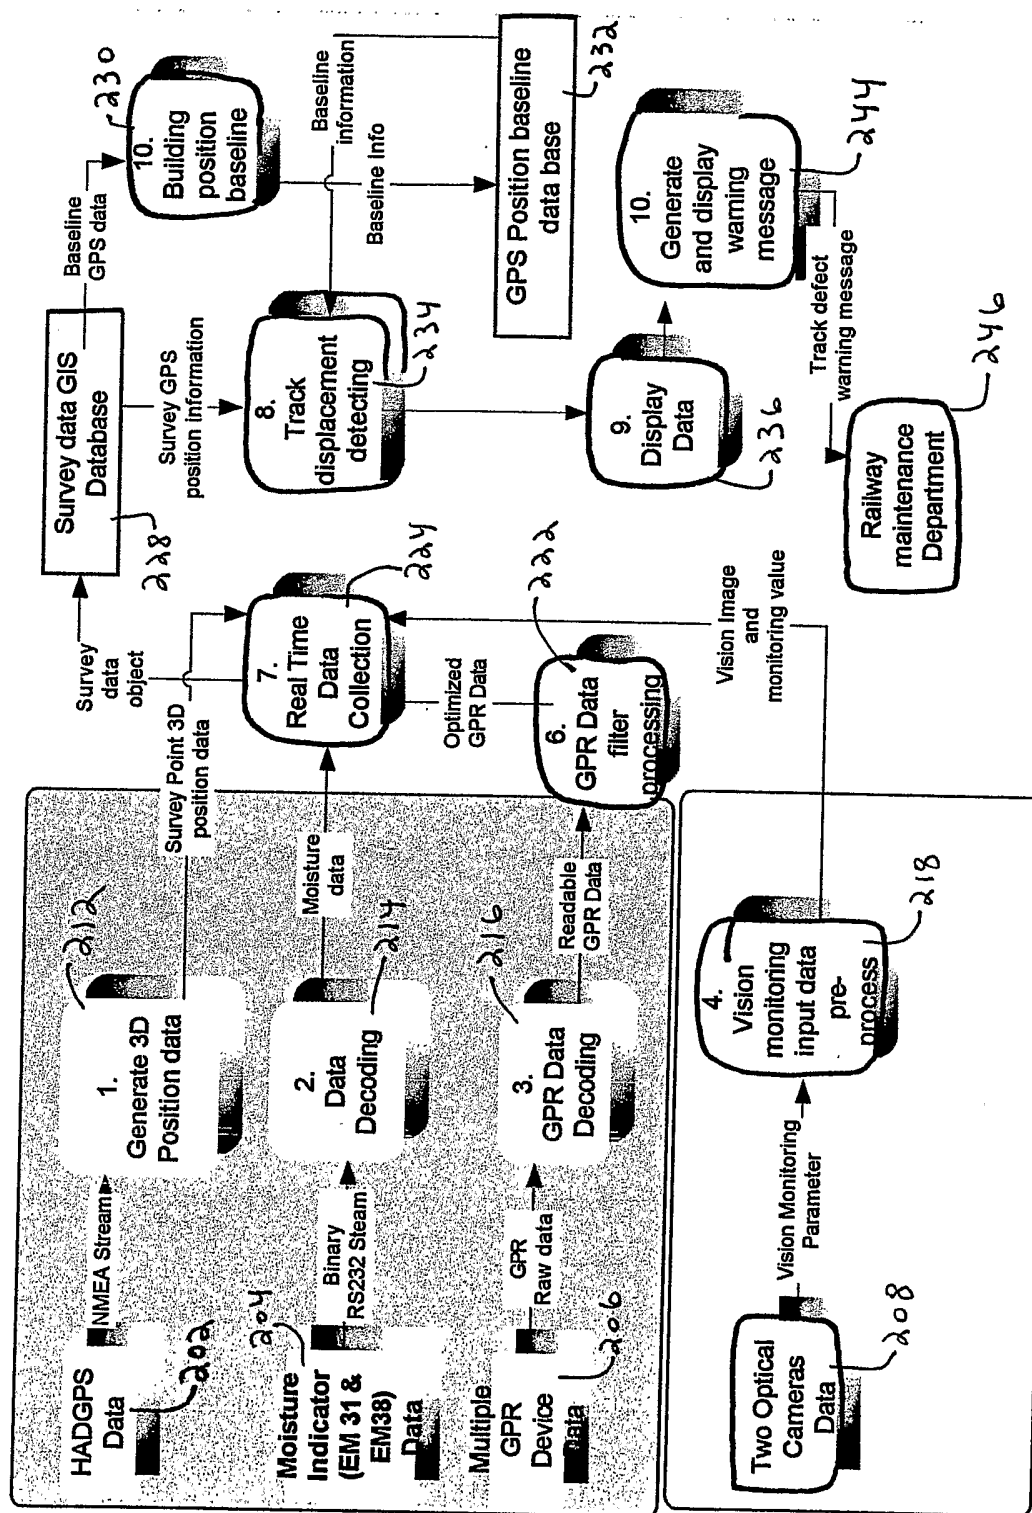 HADGPS
Data
202
NMEA Stream
1.
Generate 3D
Position data
212
Survey Point 3D
position data
Moisture
Indicator
(EM 31 &
EM38)
Data
204
Binary
RS232 Steam
2.
Data
Decoding
214
Moisture
data
Multiple
GPR
Device
Data
206
GPR
Raw data
3.
GPR Data
Decoding
216
Readable
GPR Data
Two Optical
Cameras
Data
208
Vision Monitoring
Parameter
4.
Vision
monitoring
input data
pre-
process
218
Vision Image
and
monitoring value
6.
GPR Data
filter
processing
222
Optimized
GPR Data
7.
Real Time
Data
Collection
224
Survey
data
object
Survey data GIS
Database
228
Baseline
GPS data
10.
Building
position
baseline
230
Survey GPS
position information
8.
Track
displacement
detecting
234
Baseline
information
Baseline Info
GPS Position baseline
data base
232
9.
Display
Data
236
10.
Generate
and display
warning
message
244
Track defect
warning message
Railway
maintenance
Department
246